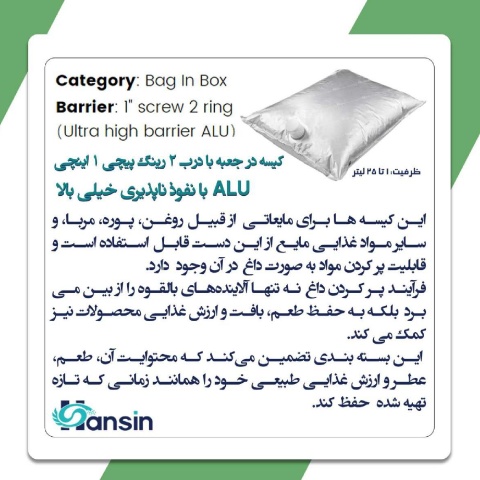 Category: Bag In Box
Barrier: 1" screw 2 ring
(Ultra high barrier ALU)
ظرفیت: ۱ تا ۲۵ لیتر
کیسه در جعبه با درب ۲ رینگ پیچی ۱ اینچی
ALU با نفوذ ناپذیری خیلی بالا
این کیسه ها برای مایعاتی از قبیل روغن، پوره، مربا، و
سایر مواد غذایی مایع از این دست قابل استفاده است و
قابلیت پر کردن مواد به صورت داغ در آن وجود دارد.
فرآیند پر کردن داغ نه تنها آلاینده‌های بالقوه را از بین می
برد بلکه به حفظ طعم، بافت و ارزش غذایی محصولات نیز
کمک می کند.
این بسته بندی تضمین می‌کند که محتوایت آن، طعم،
عطر و ارزش غذایی طبیعی خود را همانند زمانی که تازه
تهیه شده حفظ کند.
Hansin